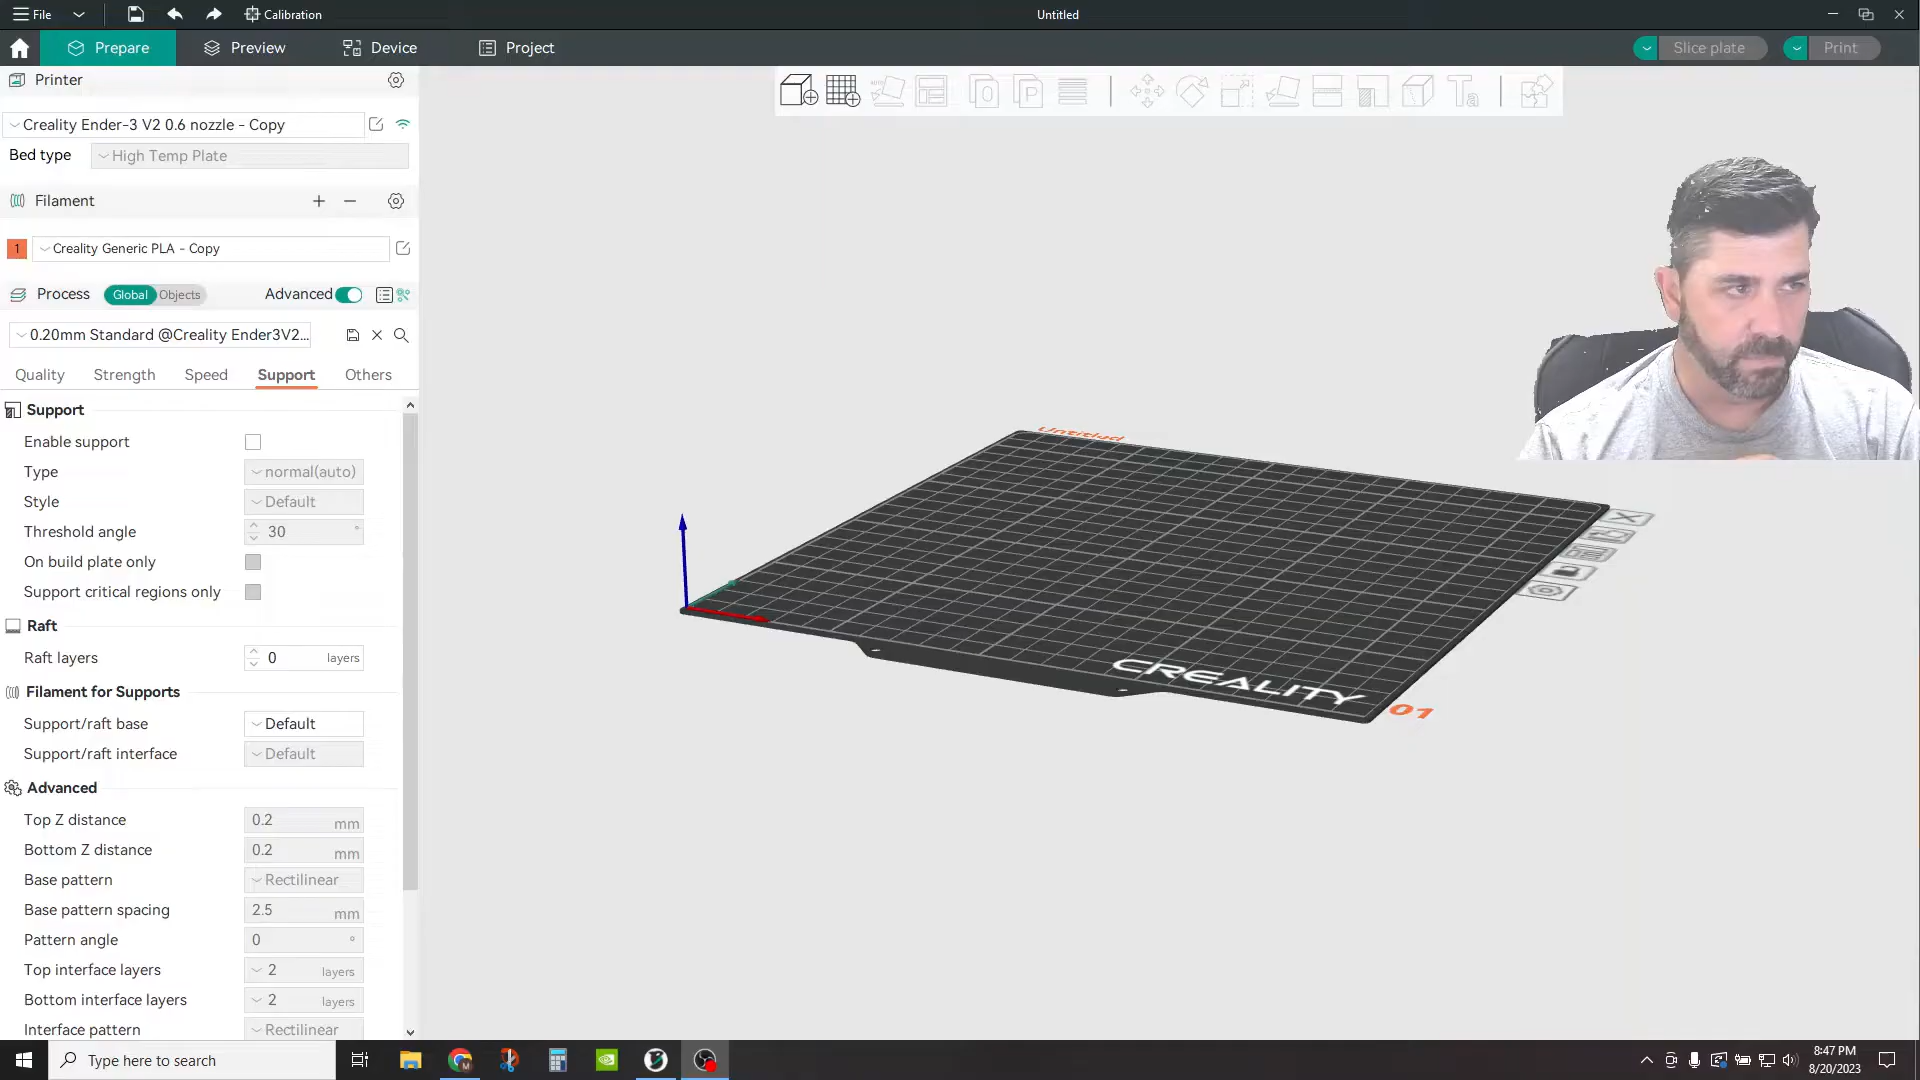 File
Calibration
Untitled
Prepare
Preview
Device
Project
Slice plate
Print
Printer
Creality Ender-3 V2 0.6 nozzle - Copy
Bed type
High Temp Plate
Filament
1
Creality Generic PLA - Copy
Process
Global
Objects
Advanced
0.20mm Standard @Creality Ender3V2...
Quality
Strength
Speed
Support
Others
Support
Enable support
Type
normal(auto)
Style
Default
Threshold angle
30 °
On build plate only
Support critical regions only
Raft
Raft layers
0 layers
Filament for Supports
Support/raft base
Default
Support/raft interface
Default
Advanced
Top Z distance
0.2 mm
Bottom Z distance
0.2 mm
Base pattern
Rectilinear
Base pattern spacing
2.5 mm
Pattern angle
0 °
Top interface layers
2 layers
Bottom interface layers
2 layers
Interface pattern
Rectilinear
Untitled
CREALITY
01
Type here to search
8:47 PM
8/20/2023